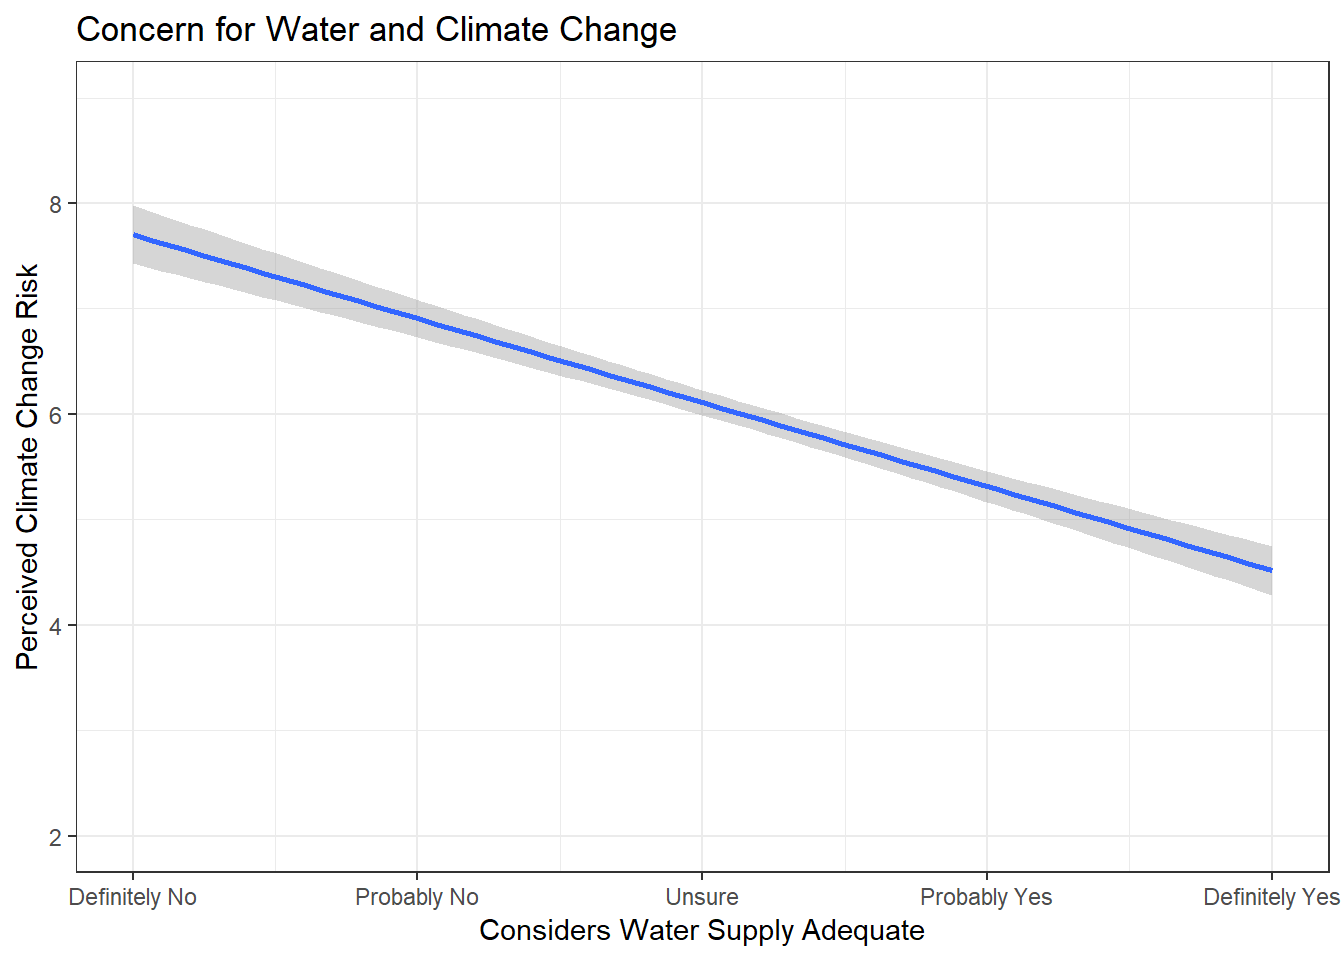 Concern for Water and Climate Change
Perceived Climate Change Risk
8
6
4
2
Definitely No
Probably No
Unsure
Probably Yes
Definitely Yes
Considers Water Supply Adequate